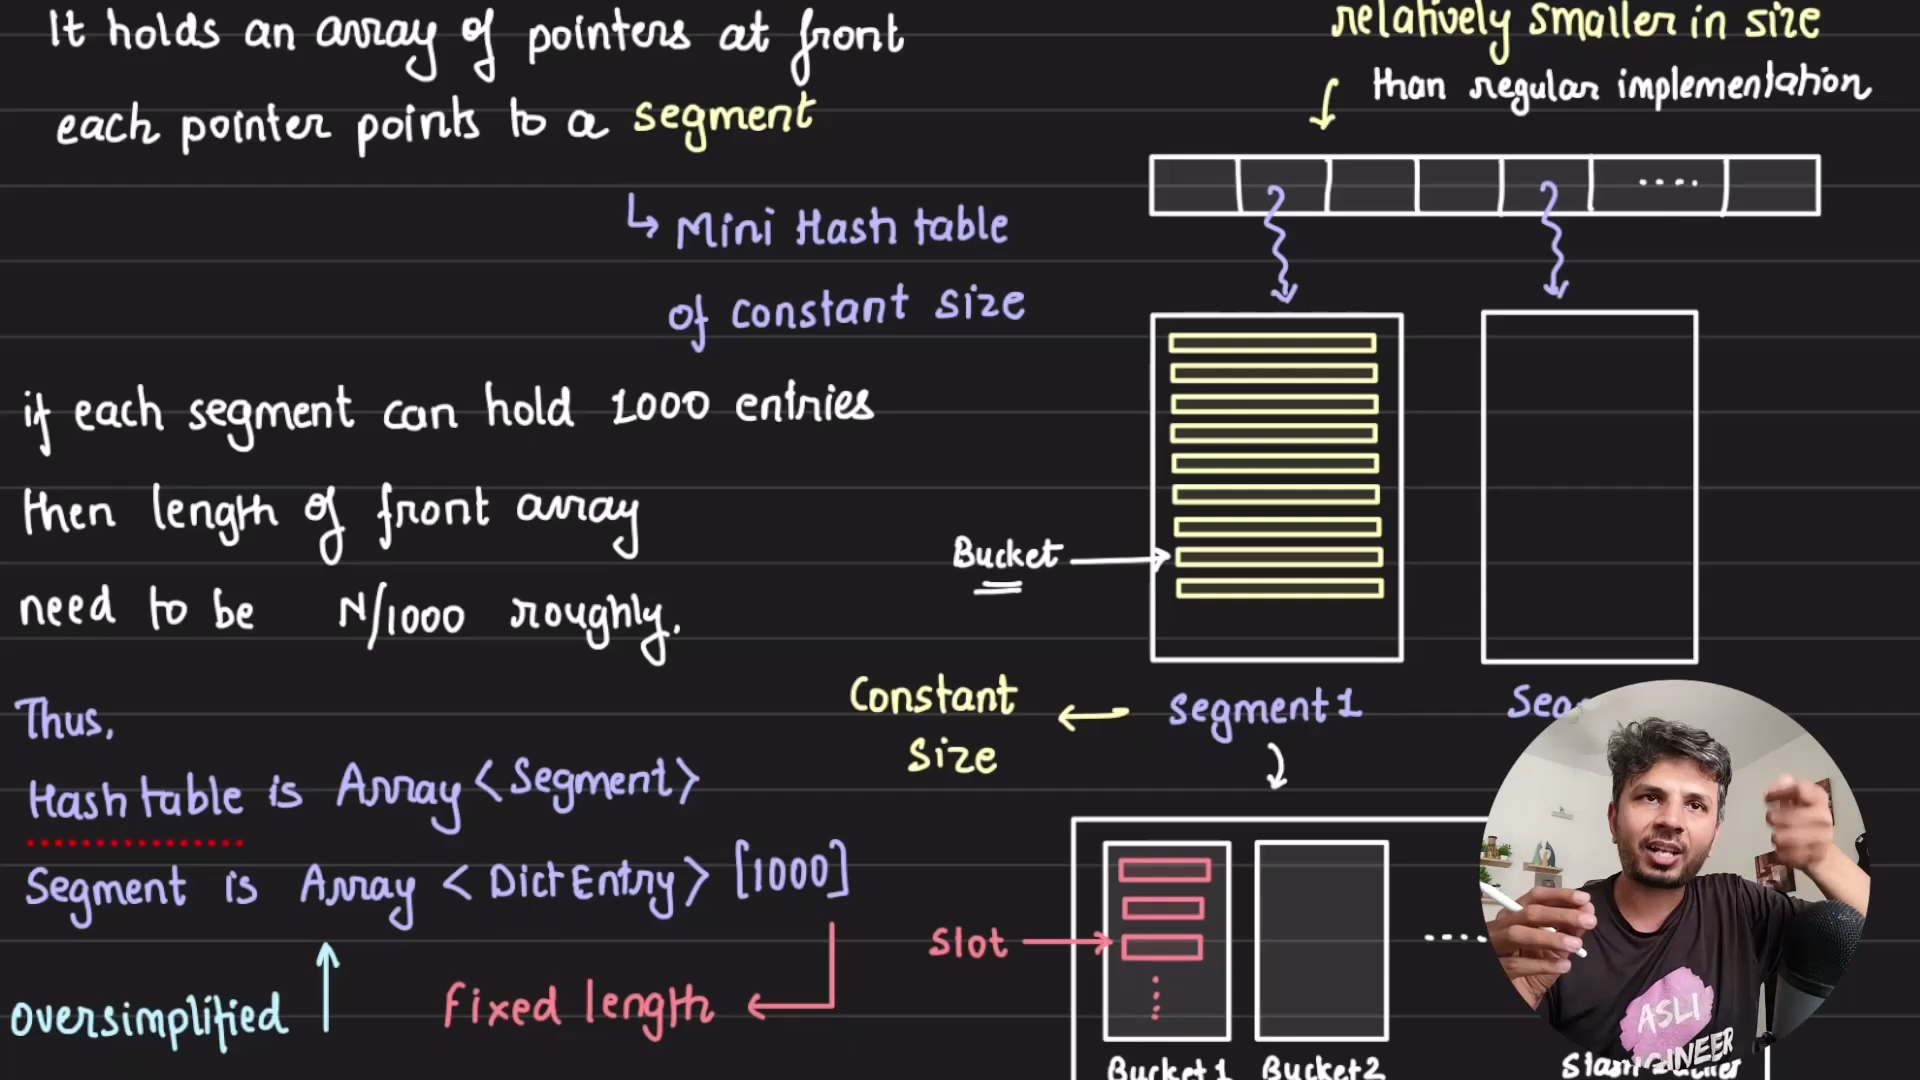 It holds an array of pointers at front
each pointer points to a segment
↳ Mini Hash table
of constant size
if each segment can hold 1000 entries
then length of front array
need to be N/1000 roughly.
Thus,
Hash table is Array <Segment>
Segment is Array < DictEntry> [1000]
oversimplified
fixed length
relatively smaller in size
than regular implementation
....
Bucket
Constant
Size
segment 1
Slot
....
Bucket 1
Bucket 2
ASLI